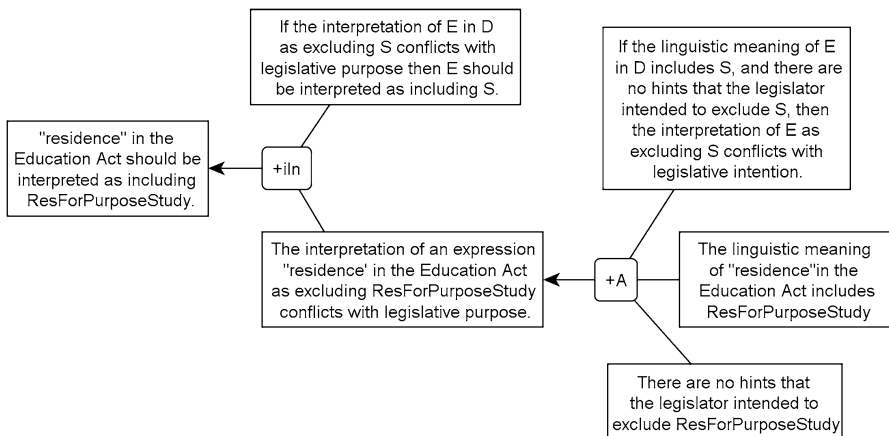 If the interpretation of E in D
as excluding S conflicts with
legislative purpose then E should
be interpreted as including S.
If the linguistic meaning of E
in D includes S, and there are
no hints that the legislator
intended to exclude S, then
the interpretation of E as
excluding S conflicts with
legislative intention.
"residence" in the
Education Act should be
interpreted as including
ResForPurposeStudy.
+iIn
The interpretation of an expression
"residence' in the Education Act
as excluding ResForPurposeStudy
conflicts with legislative purpose.
+A
The linguistic meaning
of "residence"in the
Education Act includes
ResForPurposeStudy
There are no hints that
the legislator intended to
exclude ResForPurposeStudy